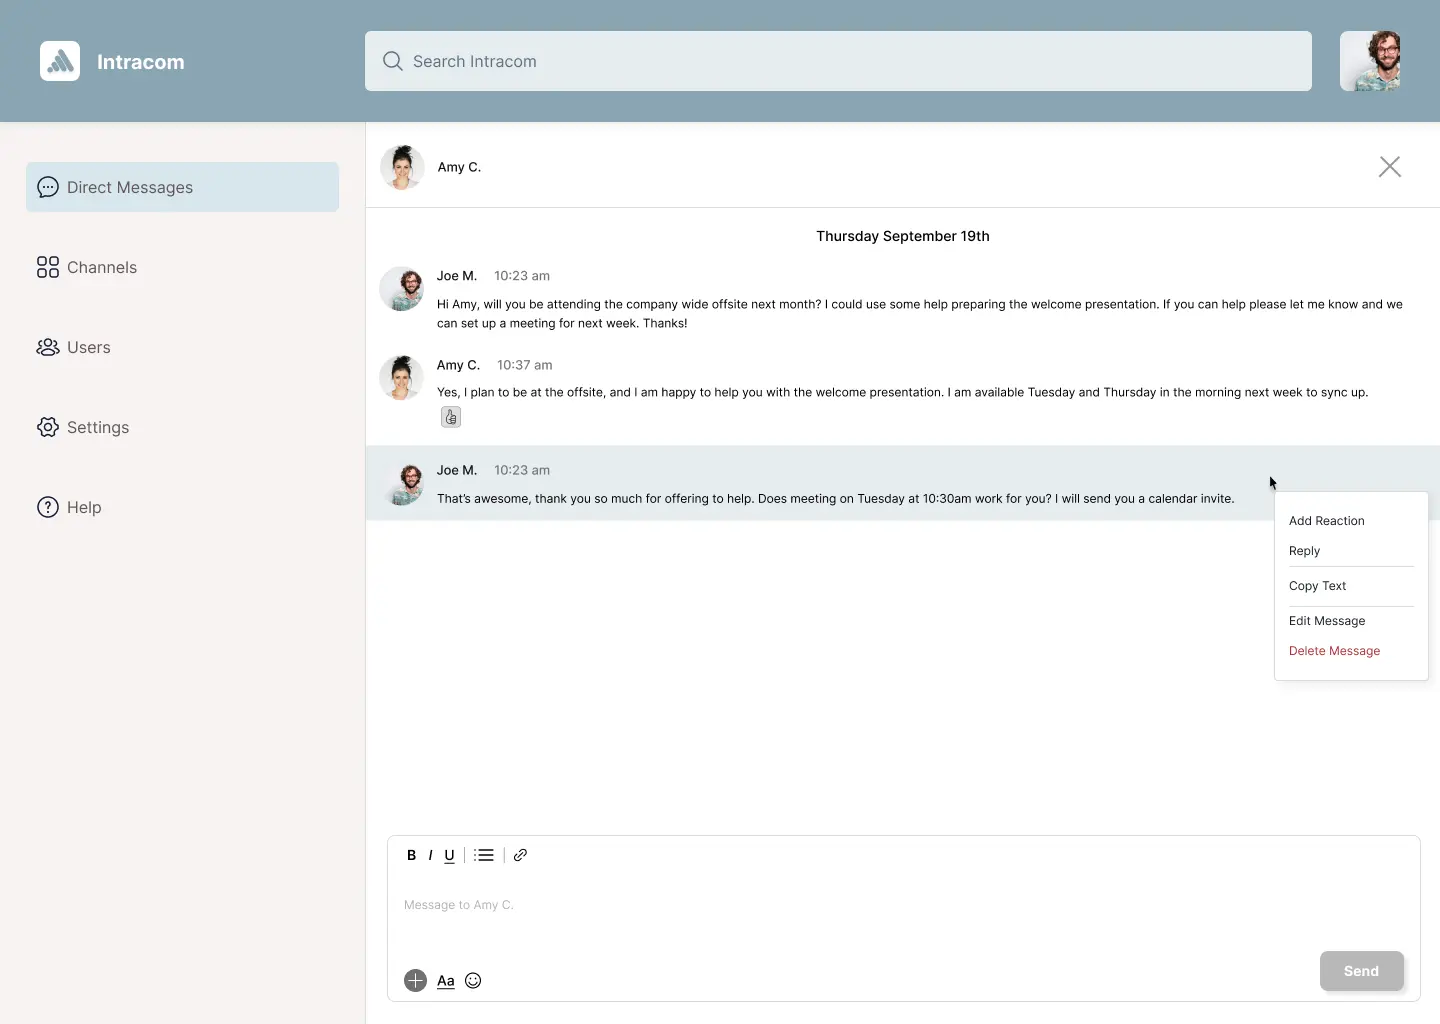 Intracom
Search Intracom
Direct Messages
Channels
Users
Settings
Help
Amy C.
Thursday September 19th
Joe M. 10:23 am
Hi Amy, will you be attending the company wide offsite next month? I could use some help preparing the welcome presentation. If you can help please let me know and we
can set up a meeting for next week. Thanks!
Amy C. 10:37 am
Yes, I plan to be at the offsite, and I am happy to help you with the welcome presentation. I am available Tuesday and Thursday in the morning next week to sync up.
Joe M. 10:23 am
That’s awesome, thank you so much for offering to help. Does meeting on Tuesday at 10:30am work for you? I will send you a calendar invite.
Add Reaction
Reply
Copy Text
Edit Message
Delete Message
B I U
Message to Amy C.
Aa
Send